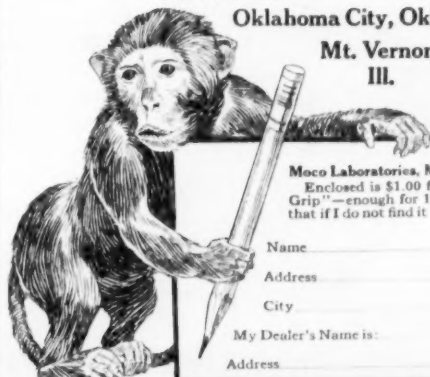 Oklahoma City, Ok
Mt. Vernon
Ill.
Moco Laboratories,
Enclosed is $1.00 f
Grip"—enough for 1
that if I do not find it
Name
Address
City
My Dealer's Name is:
Address